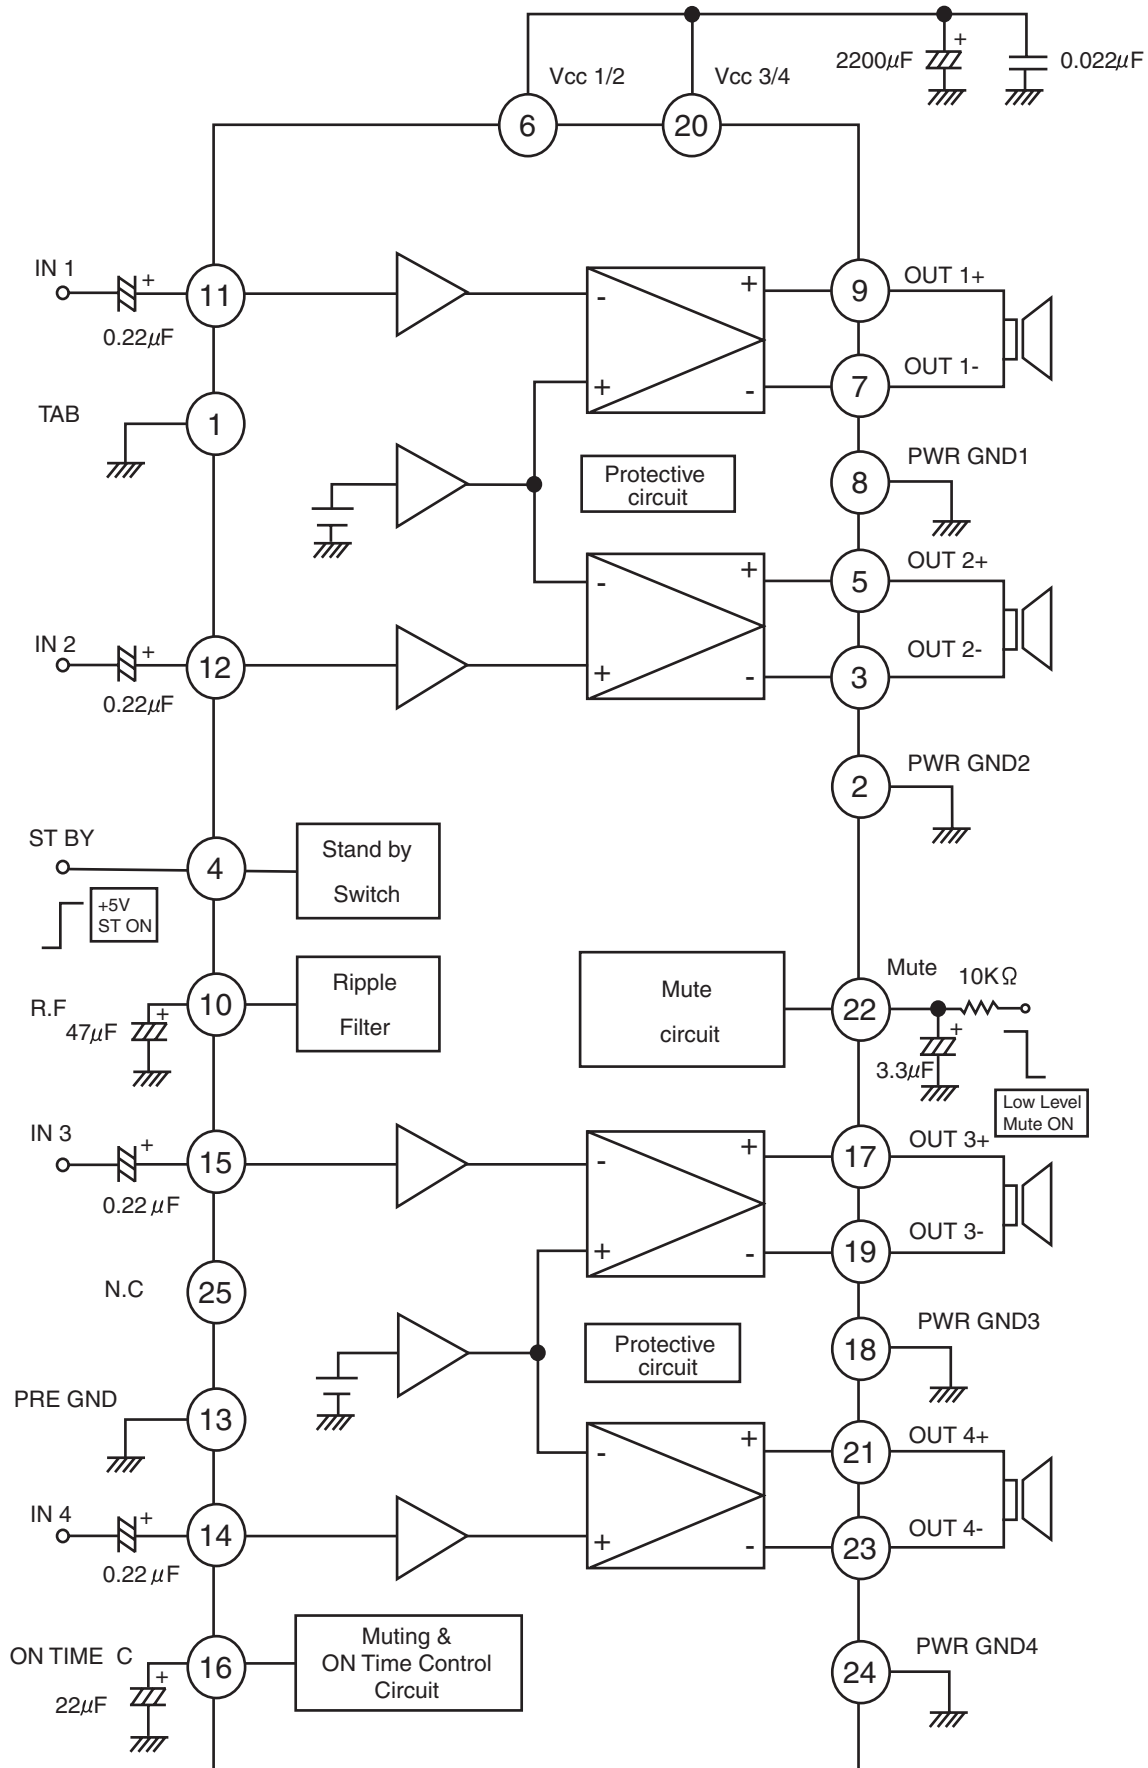 2200μF
+
0.022μF
Vcc 1/2
Vcc 3/4
6
20
IN 1
+
11
0.22μF
-
+
+
-
9
OUT 1+
7
OUT 1-
TAB
1
Protective
circuit
8
PWR GND1
IN 2
+
12
0.22μF
-
+
+
-
5
OUT 2+
3
OUT 2-
2
PWR GND2
ST BY
4
Stand by
Switch
+5V
ST ON
R.F
47μF
+
10
Ripple
Filter
Mute
circuit
22
Mute
10KΩ
+
3.3μF
Low Level
Mute ON
IN 3
+
15
0.22 μF
-
+
+
-
17
OUT 3+
19
OUT 3-
N.C
25
Protective
circuit
18
PWR GND3
PRE GND
13
IN 4
+
14
0.22 μF
-
+
+
-
21
OUT 4+
23
OUT 4-
ON TIME C
+
22μF
16
Muting &
ON Time Control
Circuit
24
PWR GND4